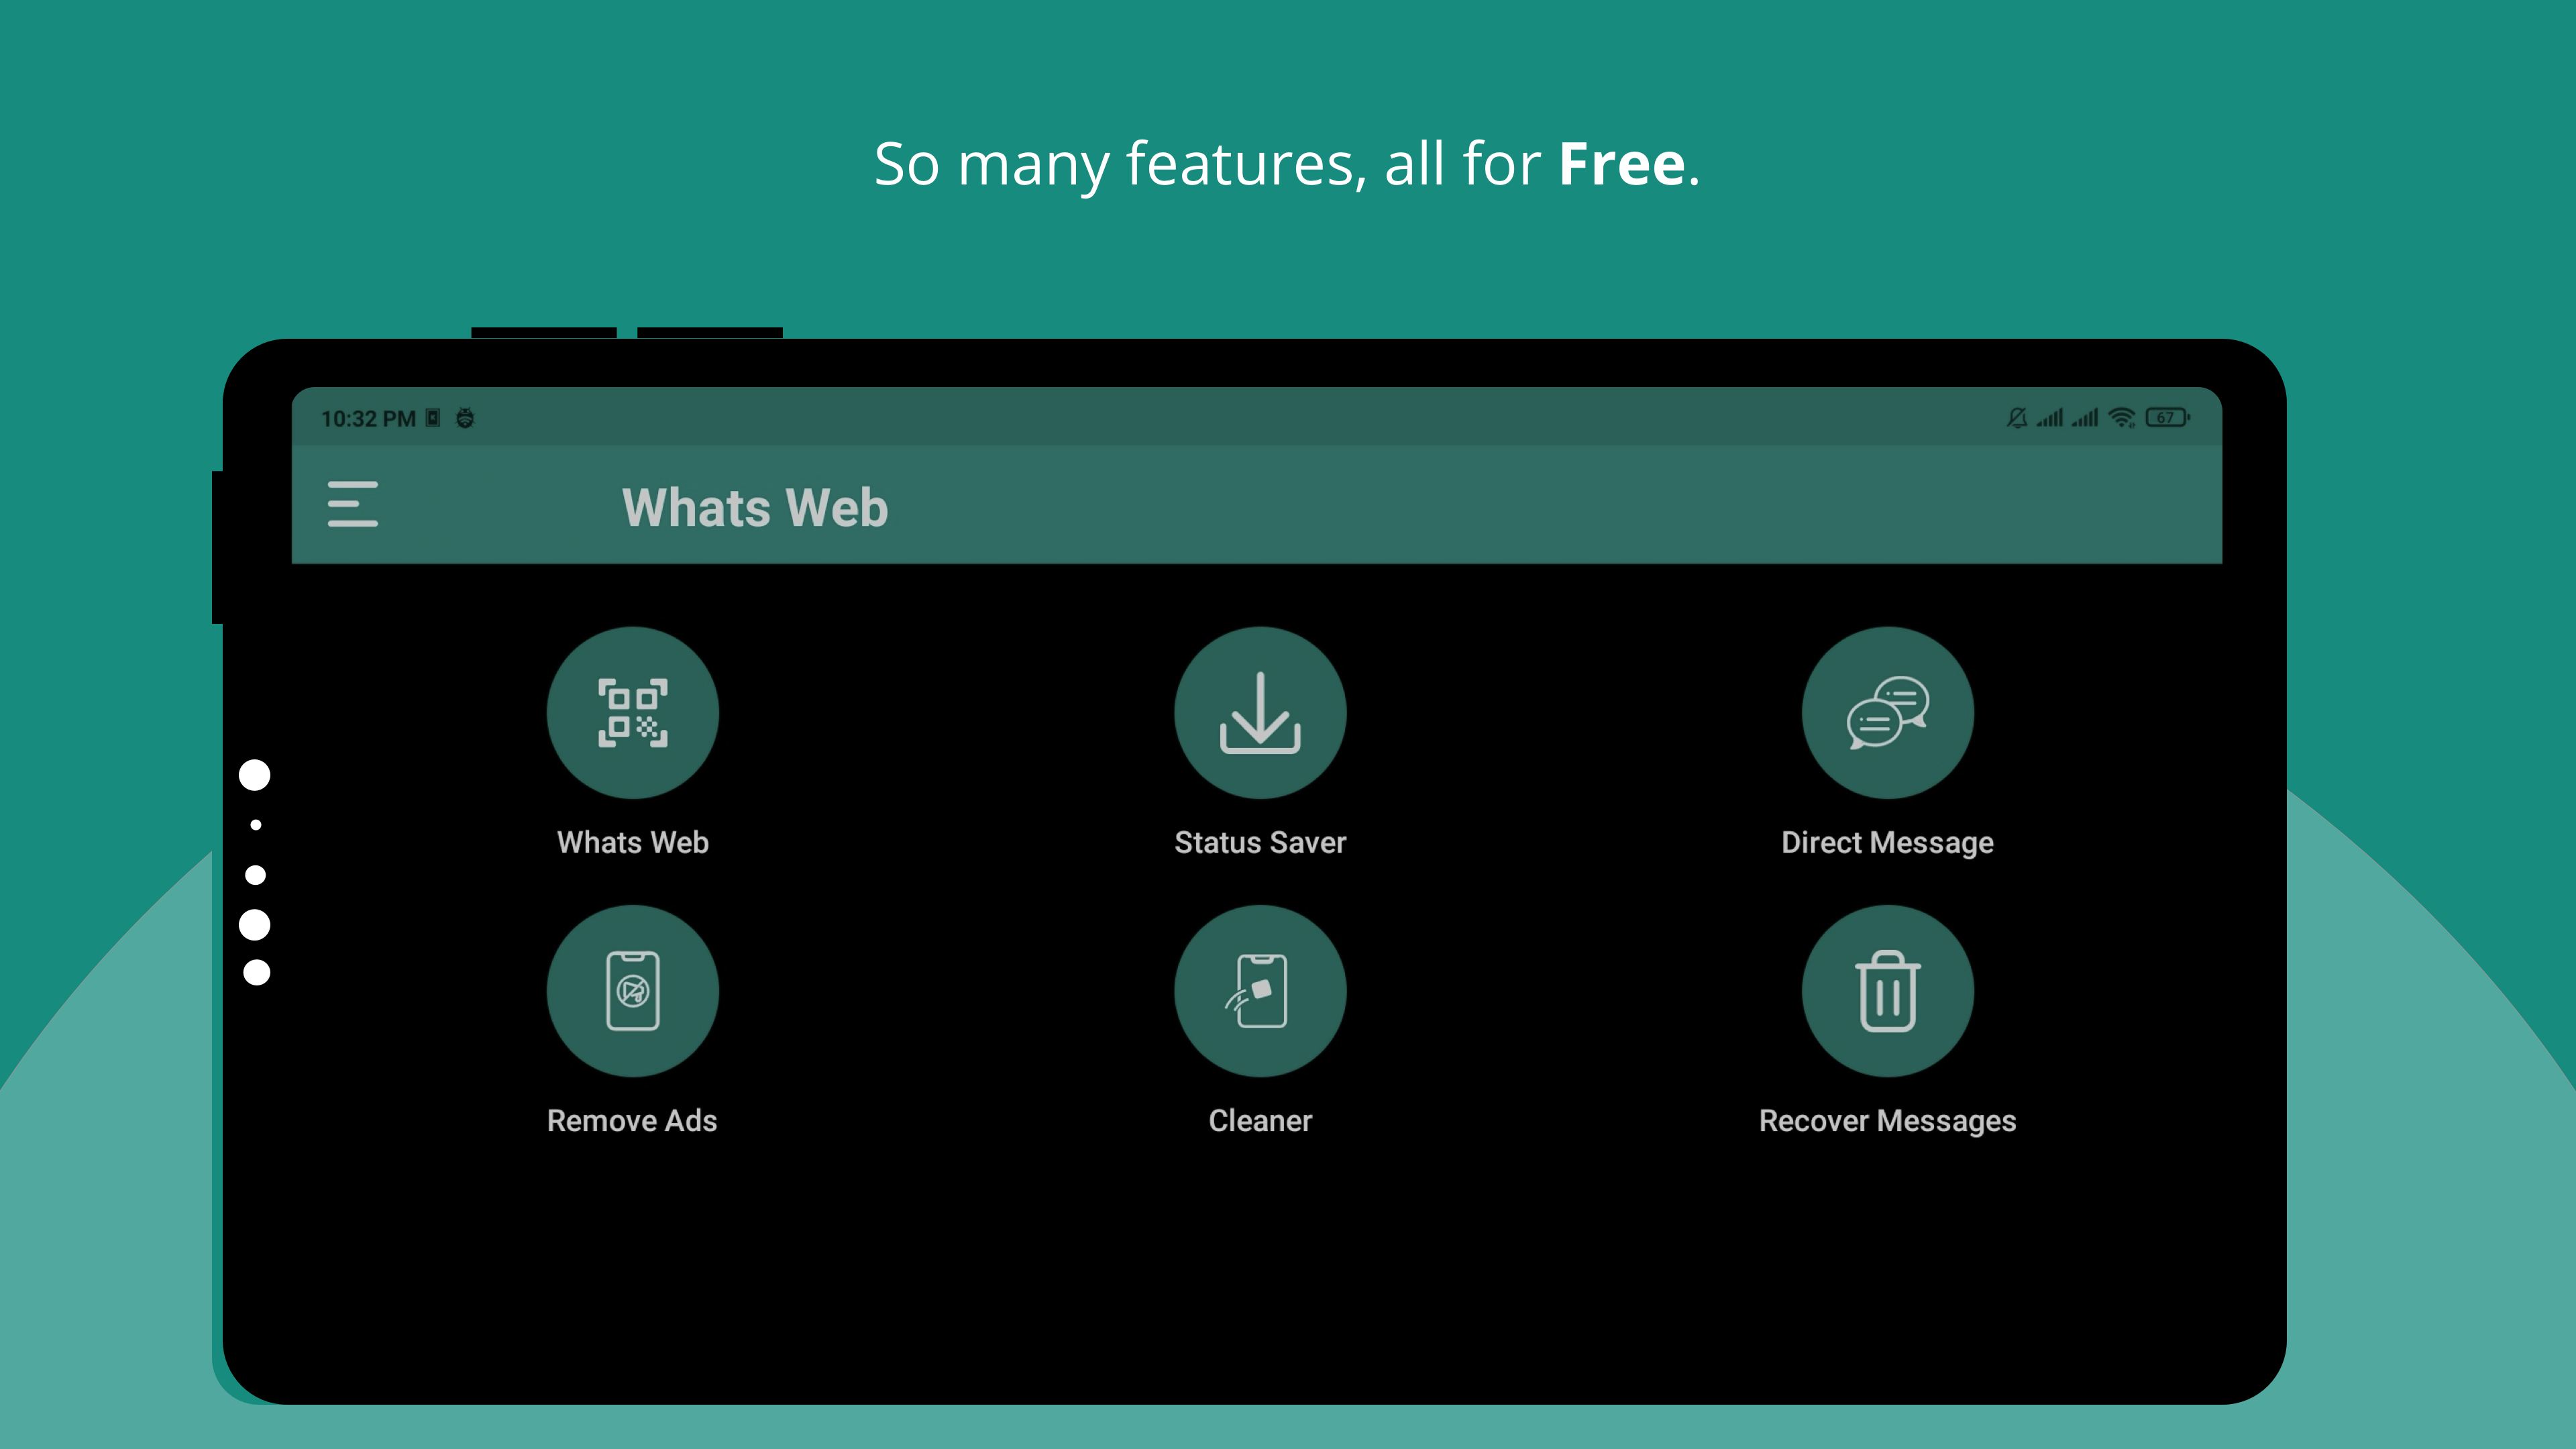 So many features, all for Free.
10:32 PM
67
Whats Web
Whats Web
Status Saver
Direct Message
Remove Ads
Cleaner
Recover Messages